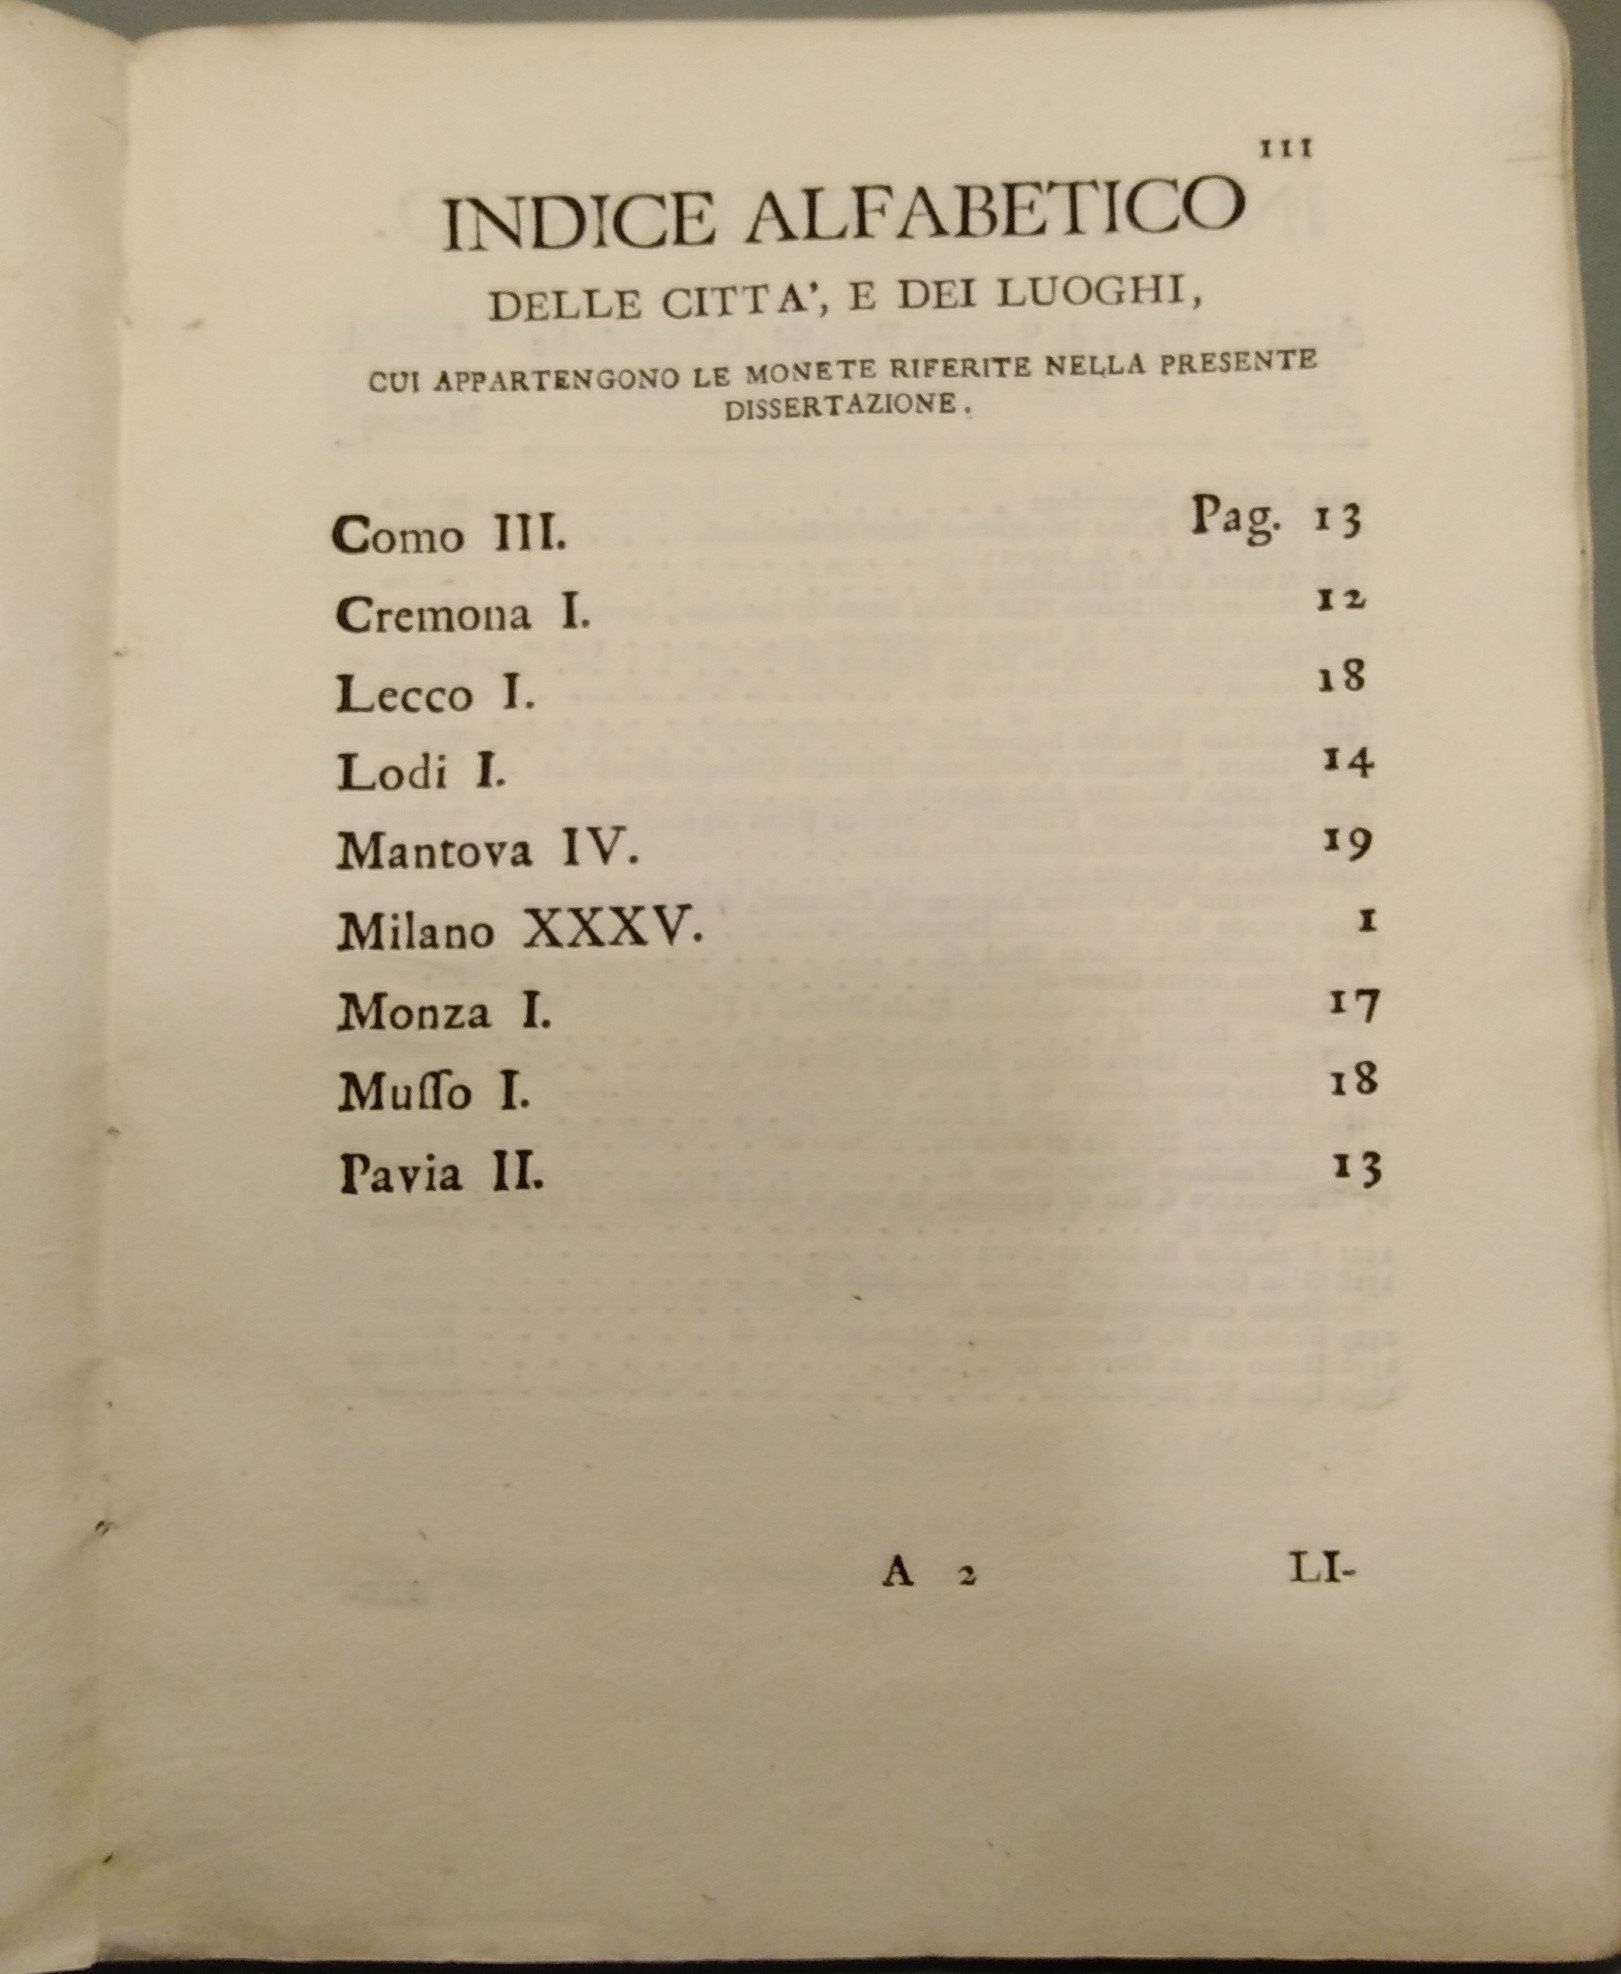 III
INDICE ALFABETICO
DELLE CITTA', E DEI LUOGHI,
CUI APPARTENGONO LE MONETE RIFERITE NELLA PRESENTE
DISSERTAZIONE.
Como III. Pag. 13
Cremona I. 12
Lecco I. 18
Lodi I. 14
Mantova IV. 19
Milano XXXV. 1
Monza I. 17
Muſſo I. 18
Pavia II. 13
A 2 LI-